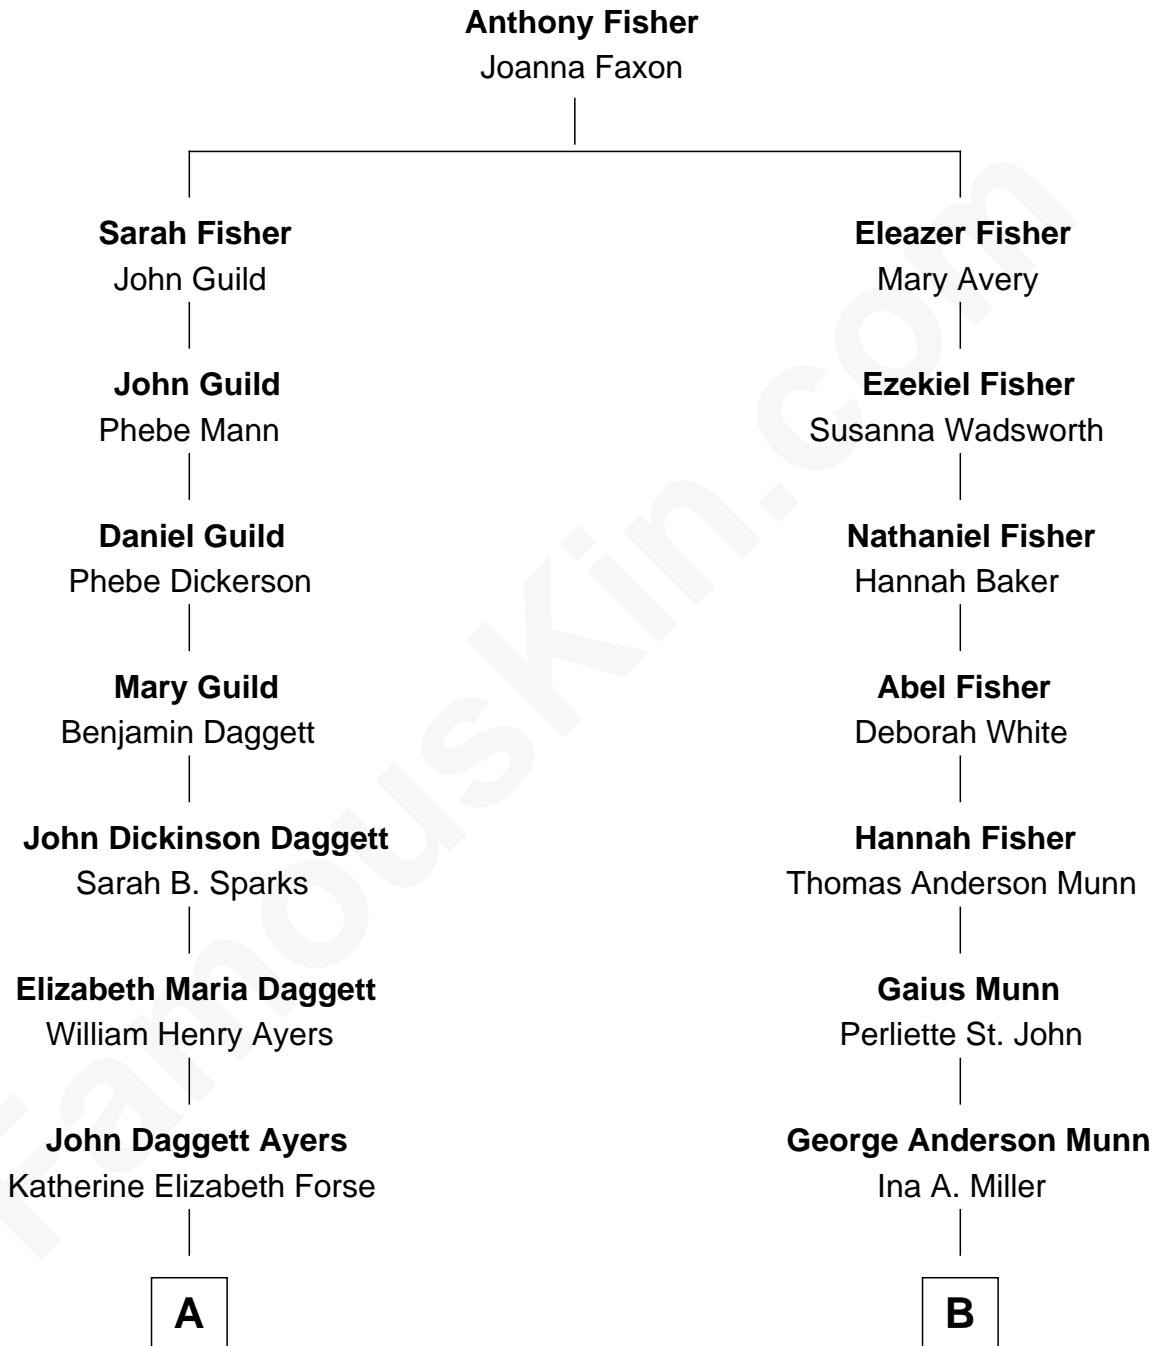 Anthony Fisher
Joanna Faxon
Sarah Fisher
John Guild
John Guild
Phebe Mann
Daniel Guild
Phebe Dickerson
Mary Guild
Benjamin Daggett
John Dickinson Daggett
Sarah B. Sparks
Elizabeth Maria Daggett
William Henry Ayers
John Daggett Ayers
Katherine Elizabeth Forse
A
Eleazer Fisher
Mary Avery
Ezekiel Fisher
Susanna Wadsworth
Nathaniel Fisher
Hannah Baker
Abel Fisher
Deborah White
Hannah Fisher
Thomas Anderson Munn
Gaius Munn
Perliette St. John
George Anderson Munn
Ina A. Miller
B
FamousKin.com